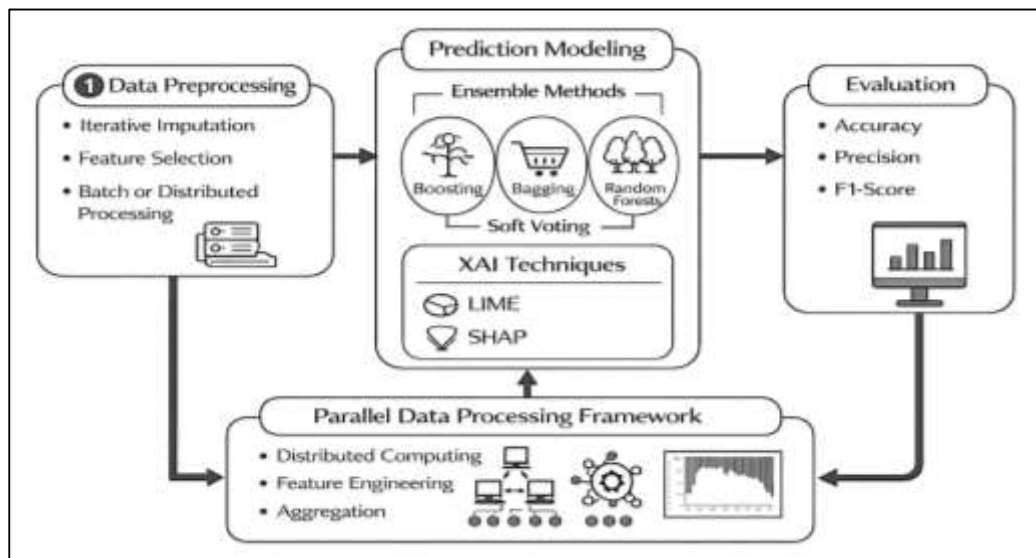 1 Data Preprocessing
• Iterative Imputation
• Feature Selection
• Batch or Distributed
Processing
Prediction Modeling
Ensemble Methods
Boosting
Bagging
Random
Forests
Soft Voting
XAI Techniques
LIME
SHAP
Evaluation
• Accuracy
• Precision
• F1-Score
Parallel Data Processing Framework
• Distributed Computing
• Feature Engineering
• Aggregation